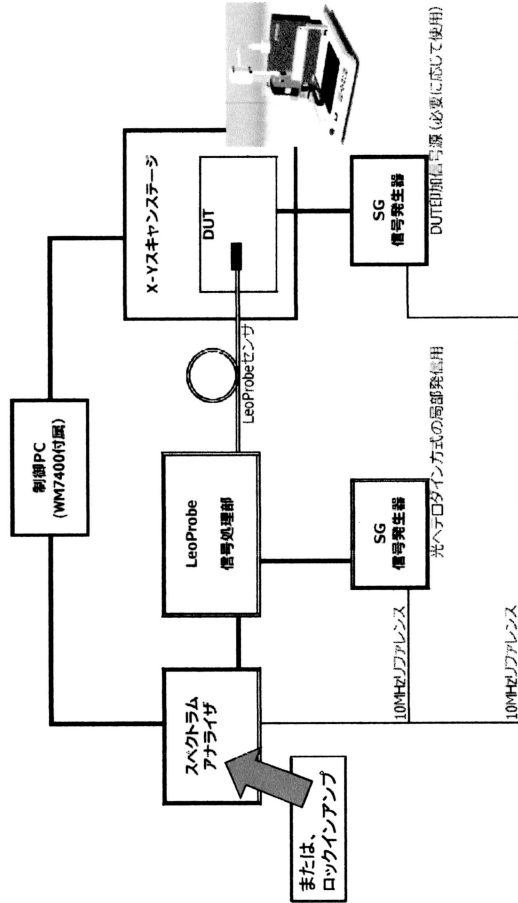 制御PC
(WM7400付属)
スペクトラム
アナライザ
LeoProbe
信号処理部
X-Yスキャンステージ
DUT
LeoProbeセンサ
または、
ロックインアンプ
SG
信号発生器
SG
信号発生器
10MHzリファレンス
光ヘテロダイン方式の局部発信用
DUT印加信号源(必要に応じて使用)
10MHzリファレンス